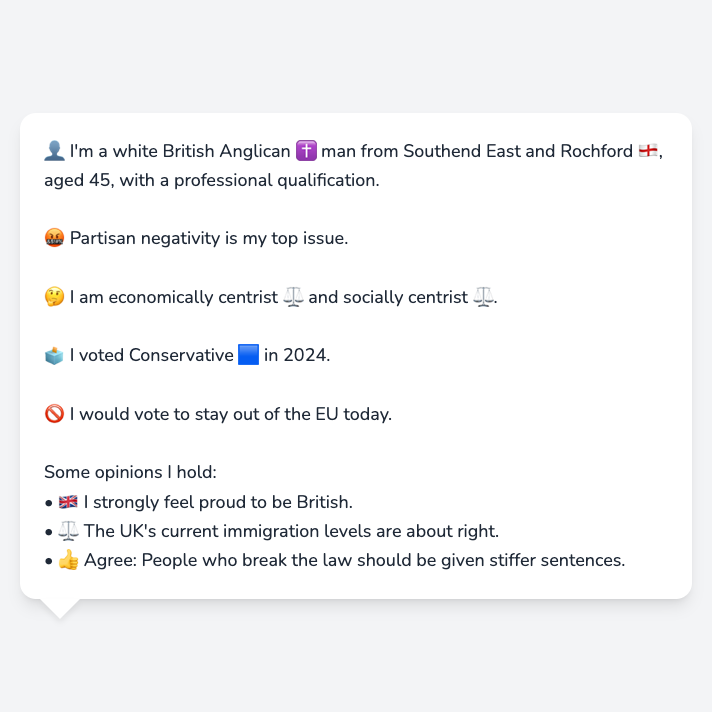 👤 I'm a white British Anglican ✝️ man from Southend East and Rochford 🏴󠁧󠁢󠁥󠁮󠁧󠁿,
aged 45, with a professional qualification.
🤬 Partisan negativity is my top issue.
🤔 I am economically centrist ⚖️ and socially centrist ⚖️.
🗳️ I voted Conservative 🟦 in 2024.
🚫 I would vote to stay out of the EU today.
Some opinions I hold:
• 🇬🇧 I strongly feel proud to be British.
• ⚖️ The UK's current immigration levels are about right.
• 👍 Agree: People who break the law should be given stiffer sentences.